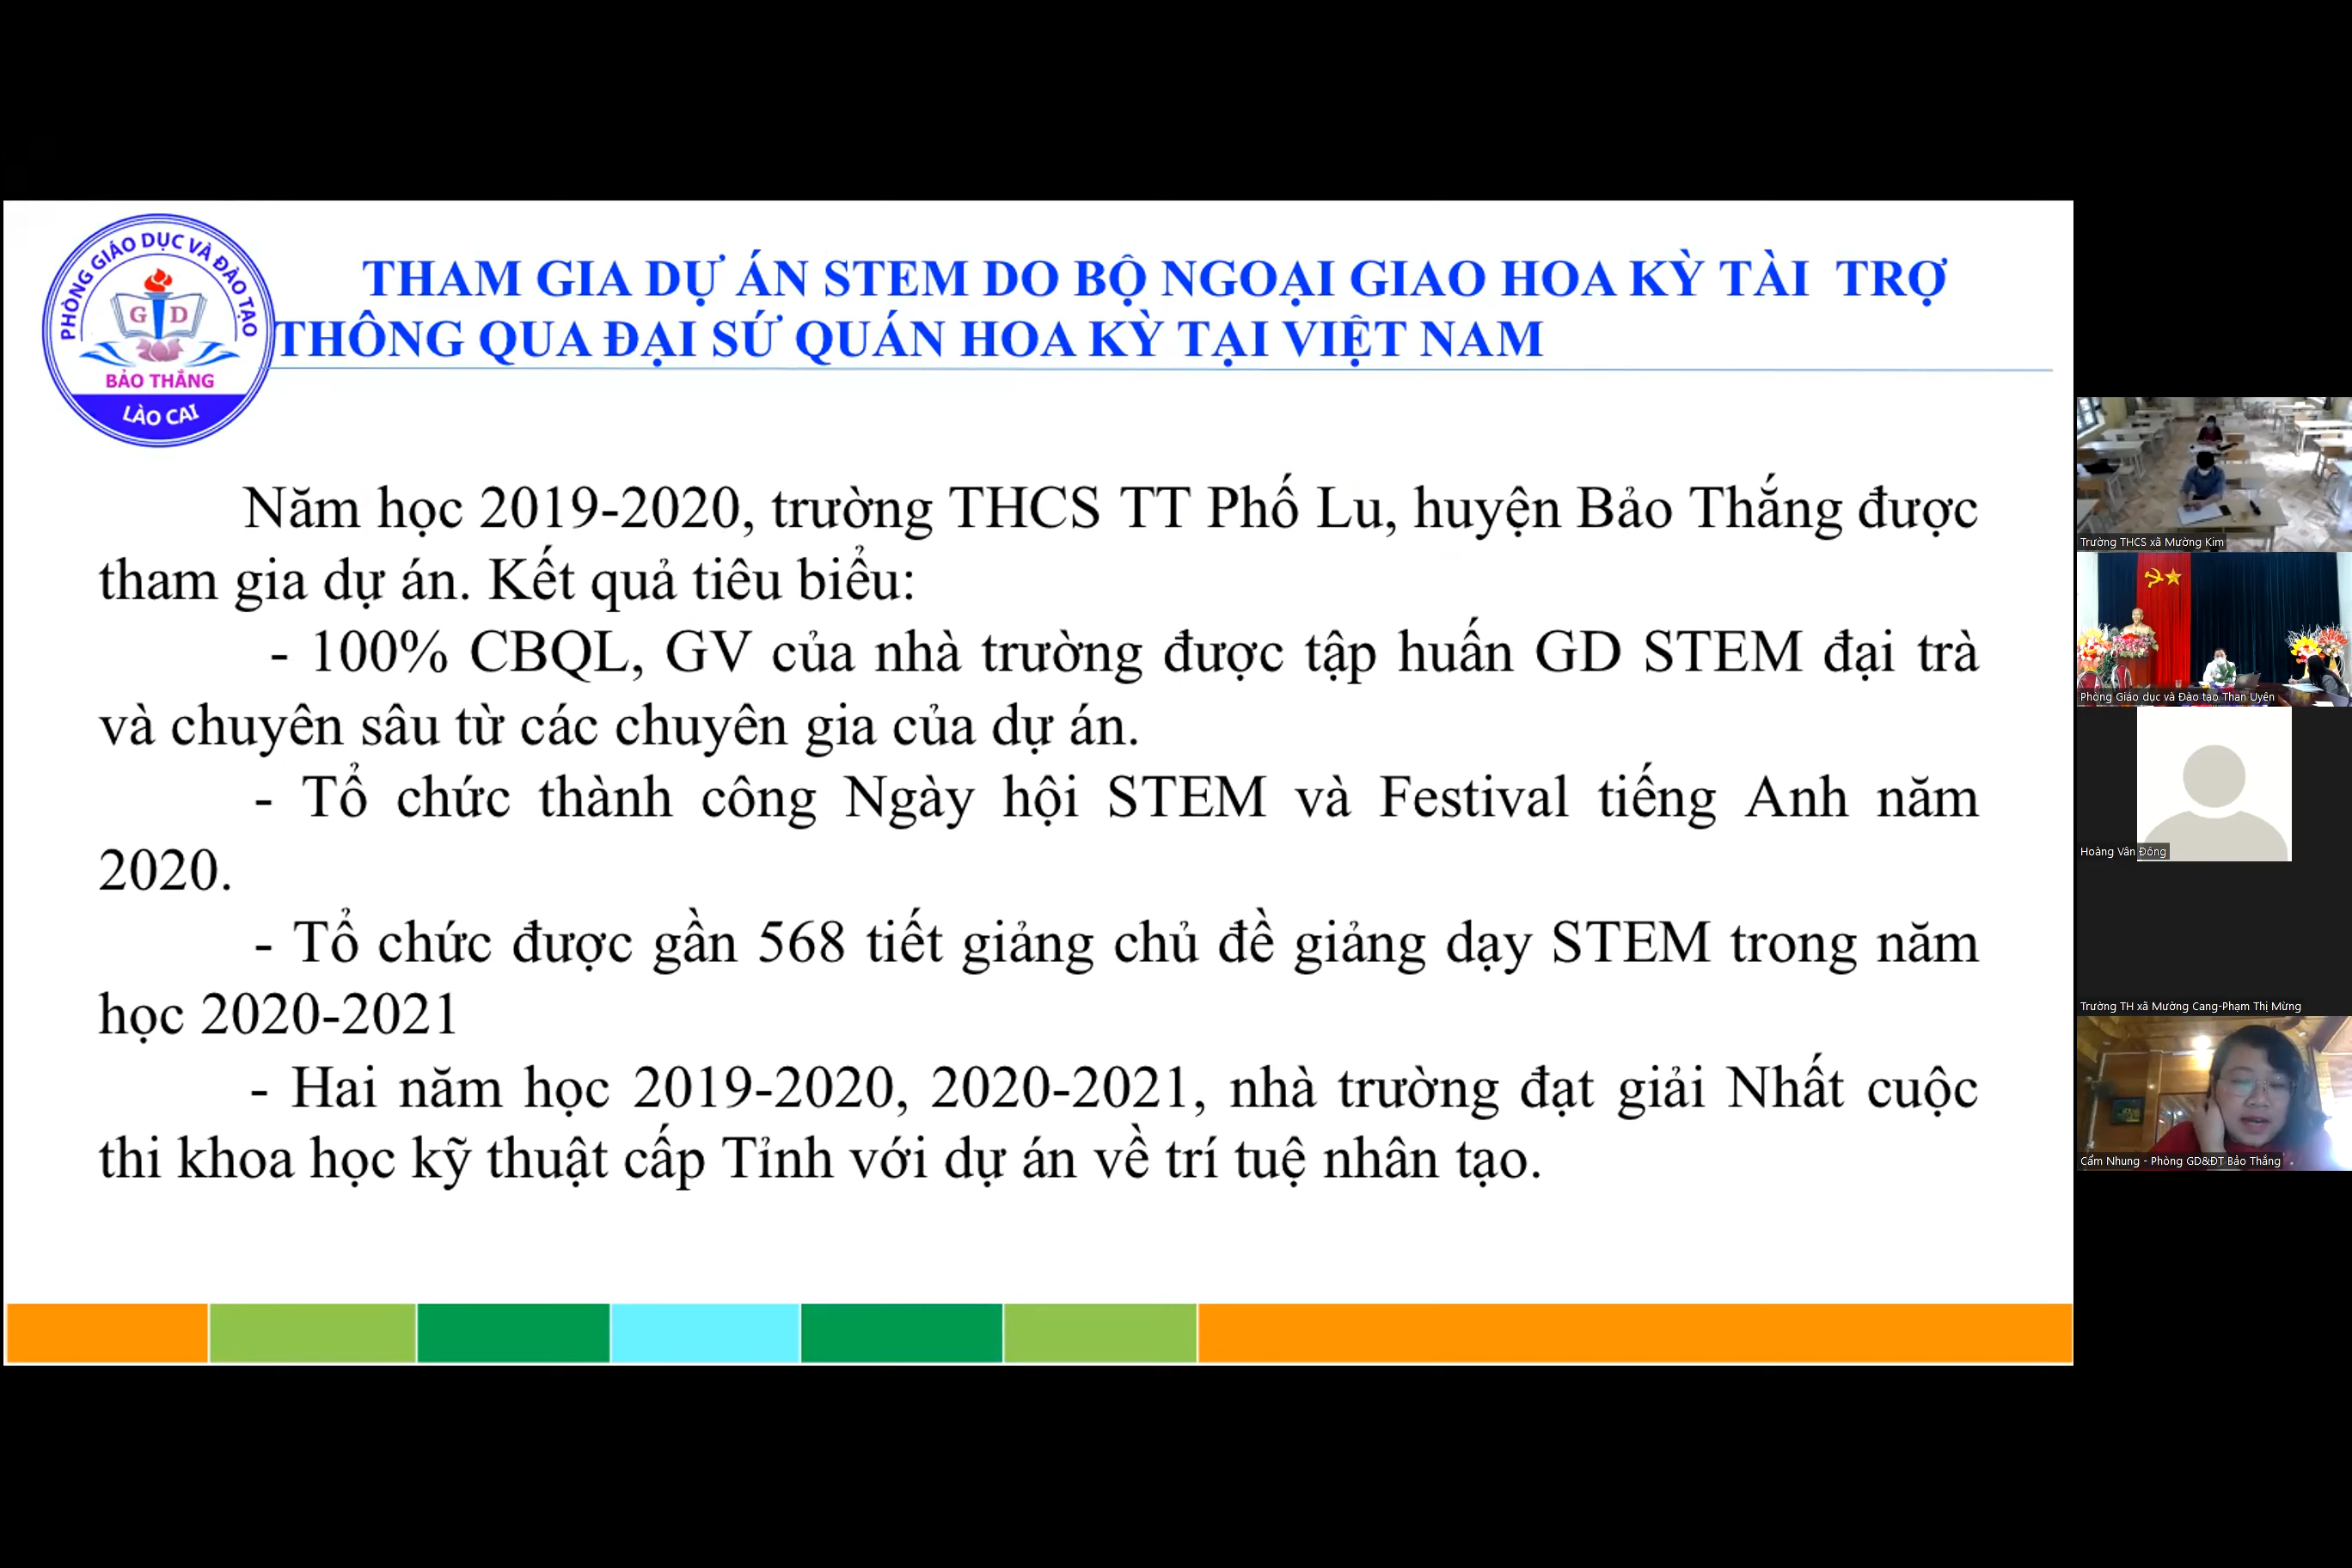 PHÒNG GIÁO DỤC VÀ ĐÀO TẠO
G D
BẢO THẮNG
LÀO CAI
THAM GIA DỰ ÁN STEM DO BỘ NGOẠI GIAO HOA KỲ TÀI TRỢ
THÔNG QUA ĐẠI SỨ QUÁN HOA KỲ TẠI VIỆT NAM
Năm học 2019-2020, trường THCS TT Phố Lu, huyện Bảo Thắng được
tham gia dự án. Kết quả tiêu biểu:
- 100% CBQL, GV của nhà trường được tập huấn GD STEM đại trà
và chuyên sâu từ các chuyên gia của dự án.
- Tổ chức thành công Ngày hội STEM và Festival tiếng Anh năm
2020.
- Tổ chức được gần 568 tiết giảng chủ đề giảng dạy STEM trong năm
học 2020-2021
- Hai năm học 2019-2020, 2020-2021, nhà trường đạt giải Nhất cuộc
thi khoa học kỹ thuật cấp Tỉnh với dự án về trí tuệ nhân tạo.
Trường THCS xã Mường Kim
Phòng Giáo dục và Đào tạo Than Uyên
Hoàng Vân Đông
Trường TH xã Mường Cang-Phạm Thị Mừng
Cẩm Nhung - Phòng GD&ĐT Bảo Thắng